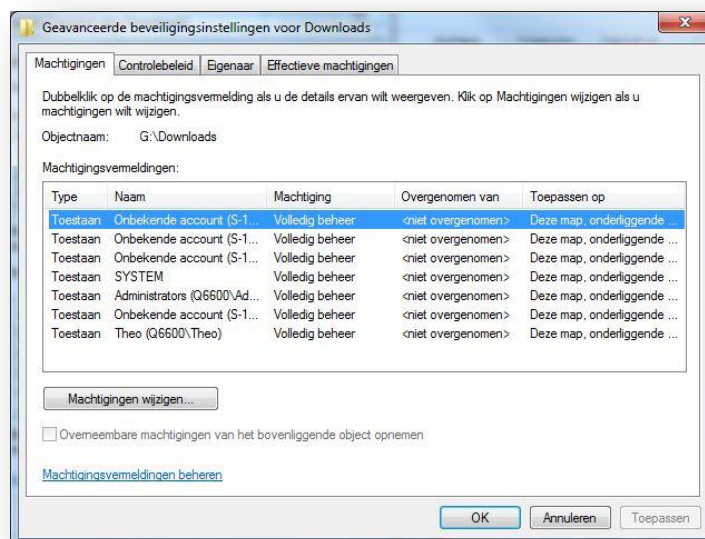 Geavanceerde beveiligingsinstellingen voor Downloads
Machtigingen Controlebeleid Eigenaar Effectieve machtigingen
Dubbelklik op de machtigingsvermelding als u de details ervan wilt weergeven. Klik op Machtigingen wijzigen als u
machtigingen wilt wijzigen.
Objectnaam: G:\Downloads
Machtigingsvermeldingen:
Type Naam Machtiging Overgenomen van Toepassen op
Toestaan Onbekende account (S-1... Volledig beheer <niet overgenomen> Deze map, onderliggende ...
Toestaan Onbekende account (S-1... Volledig beheer <niet overgenomen> Deze map, onderliggende ...
Toestaan Onbekende account (S-1... Volledig beheer <niet overgenomen> Deze map, onderliggende ...
Toestaan SYSTEM Volledig beheer <niet overgenomen> Deze map, onderliggende ...
Toestaan Administrators (Q6600\Ad... Volledig beheer <niet overgenomen> Deze map, onderliggende ...
Toestaan Onbekende account (S-1... Volledig beheer <niet overgenomen> Deze map, onderliggende ...
Toestaan Theo (Q6600\Theo) Volledig beheer <niet overgenomen> Deze map, onderliggende ...
Machtigingen wijzigen...
Overneembare machtigingen van het bovenliggende object opnemen
Machtigingsvermeldingen beheren
OK Annuleren Toepassen